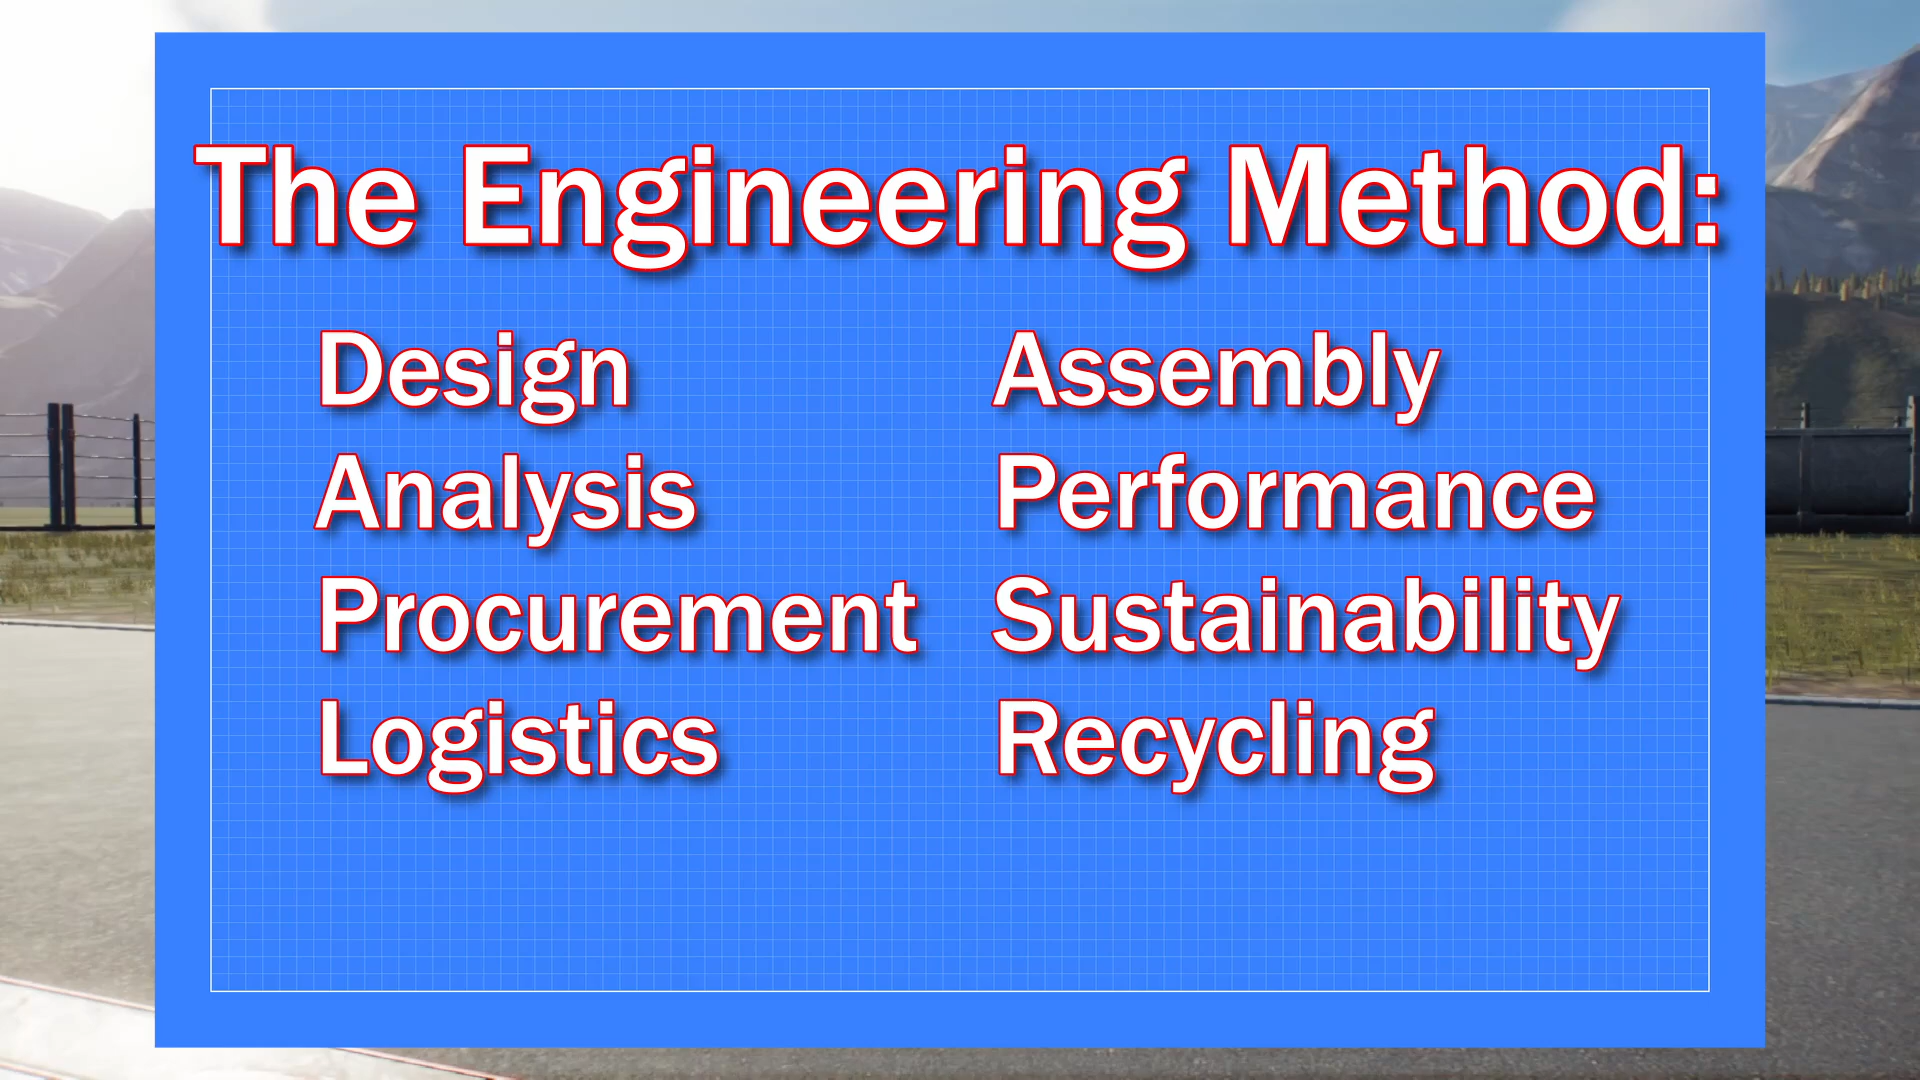 The Engineering Method:
Design
Analysis
Procurement
Logistics
Assembly
Performance
Sustainability
Recycling